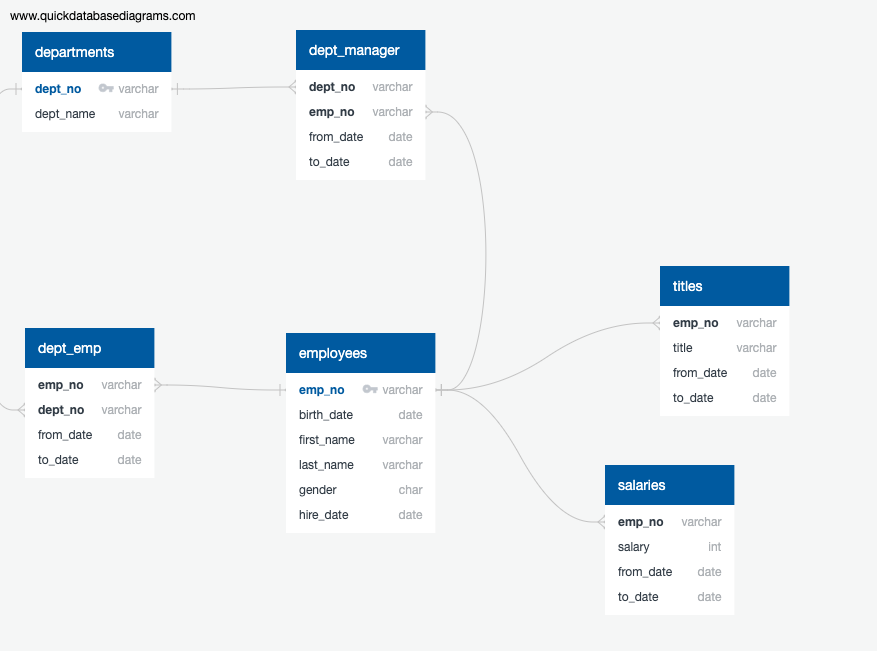 www.quickdatabasediagrams.com
departments
dept_no varchar
dept_name varchar
dept_manager
dept_no varchar
emp_no varchar
from_date date
to_date date
titles
emp_no varchar
title varchar
from_date date
to_date date
dept_emp
emp_no varchar
dept_no varchar
from_date date
to_date date
employees
emp_no varchar
birth_date date
first_name varchar
last_name varchar
gender char
hire_date date
salaries
emp_no varchar
salary int
from_date date
to_date date